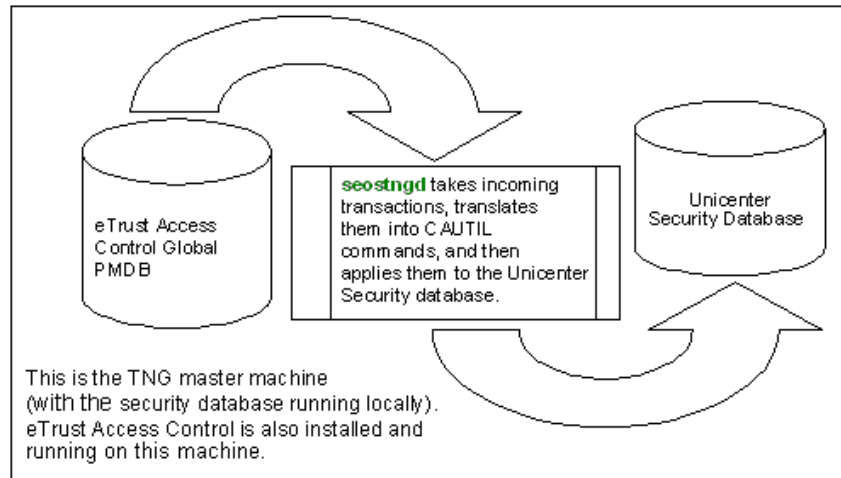 eTrust Access
Control Global
PMDB
seostngd takes incoming
transactions, translates
them into CAUTIL
commands, and then
applies them to the Unicenter
Security database.
Unicenter
Security Database
This is the TNG master machine
(with the security database running locally).
eTrust Access Control is also installed and
running on this machine.